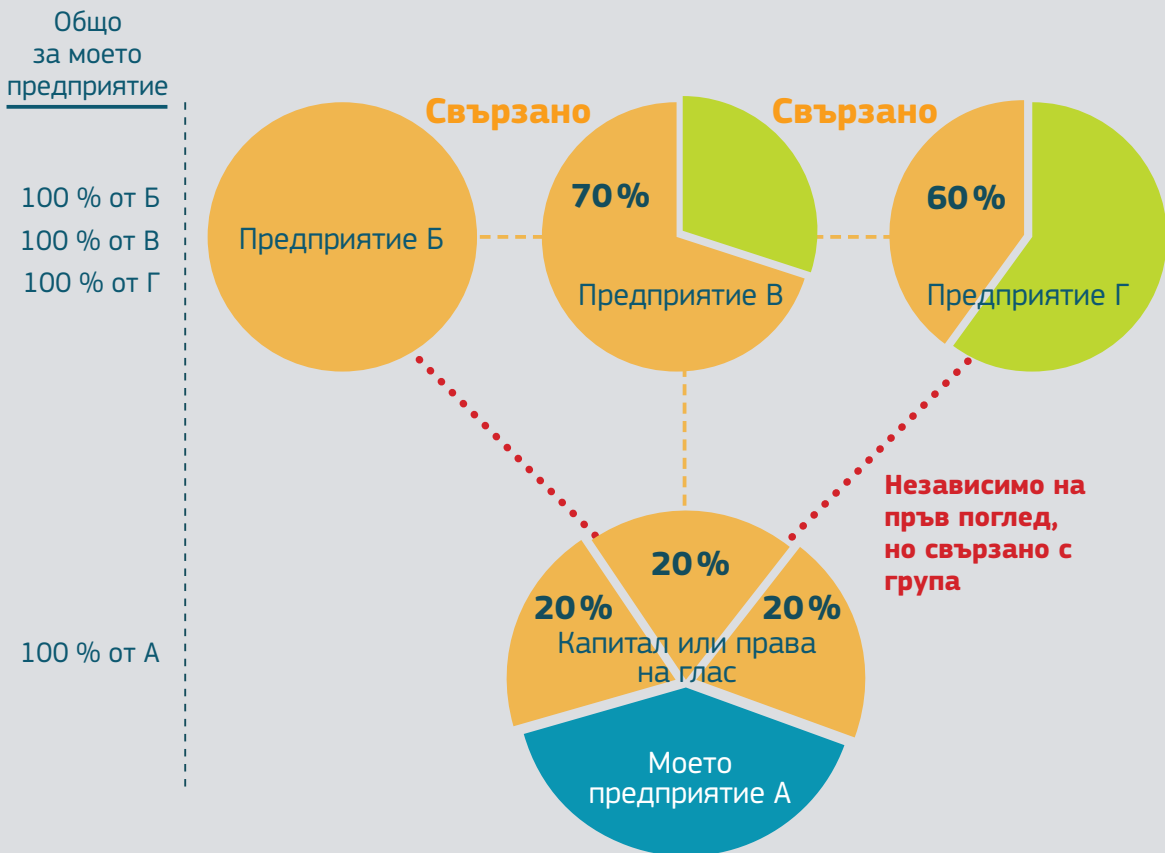 Общо
за моето
предприятие
Свързано
Свързано
100 % от Б
100 % от В
100 % от Г
70 %
60 %
Предприятие Б
Предприятие В
Предприятие Г
Независимо на
пръв поглед,
но свързано с
група
20 %
20 %
20 %
Капитал или права
на глас
100 % от А
Моето
предприятие А